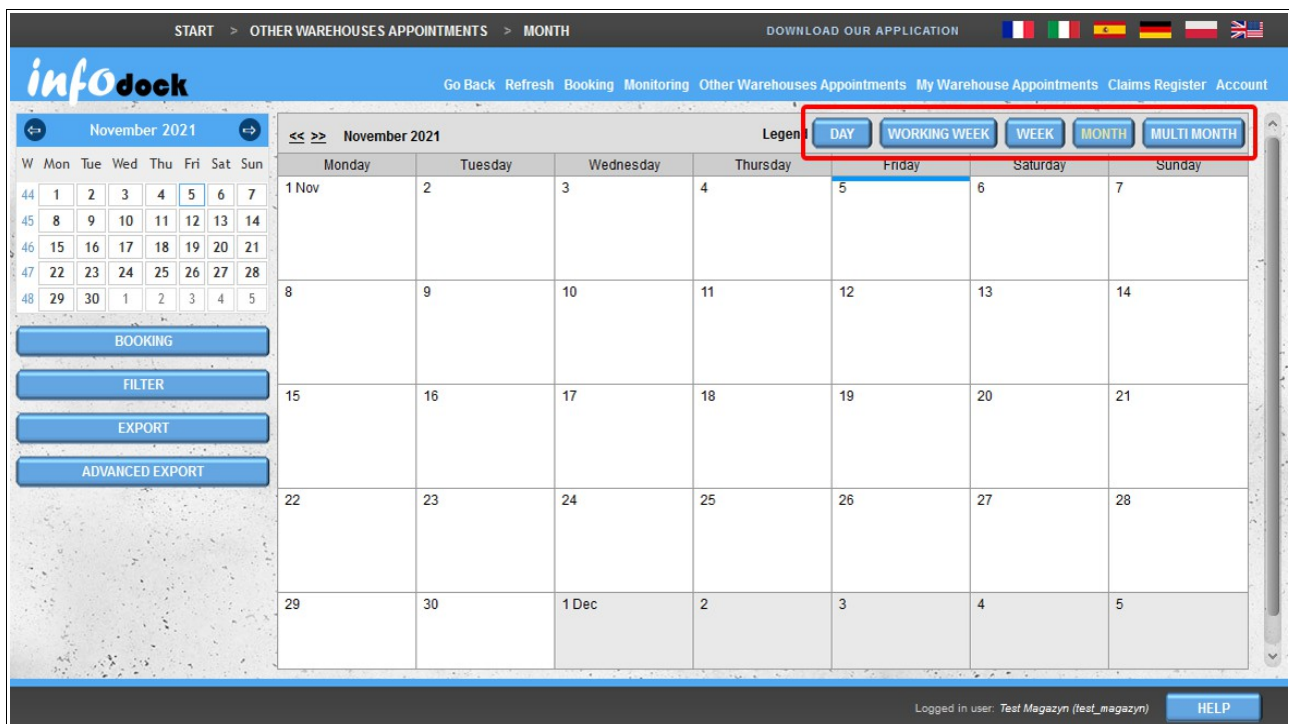 START > OTHER WAREHOUSES APPOINTMENTS > MONTH DOWNLOAD OUR APPLICATION
infodock
Go Back Refresh Booking Monitoring Other Warehouses Appointments My Warehouse Appointments Claims Register Account
November 2021
W Mon Tue Wed Thu Fri Sat Sun
44 1 2 3 4 5 6 7
45 8 9 10 11 12 13 14
46 15 16 17 18 19 20 21
47 22 23 24 25 26 27 28
48 29 30 1 2 3 4 5
BOOKING
FILTER
EXPORT
ADVANCED EXPORT
<< >> November 2021 Legend DAY WORKING WEEK WEEK MONTH MULTI MONTH
Monday Tuesday Wednesday Thursday Friday Saturday Sunday
1 Nov 2 3 4 5 6 7
8 9 10 11 12 13 14
15 16 17 18 19 20 21
22 23 24 25 26 27 28
29 30 1 Dec 2 3 4 5
Logged in user: Test Magazyn (test_magazyn) HELP